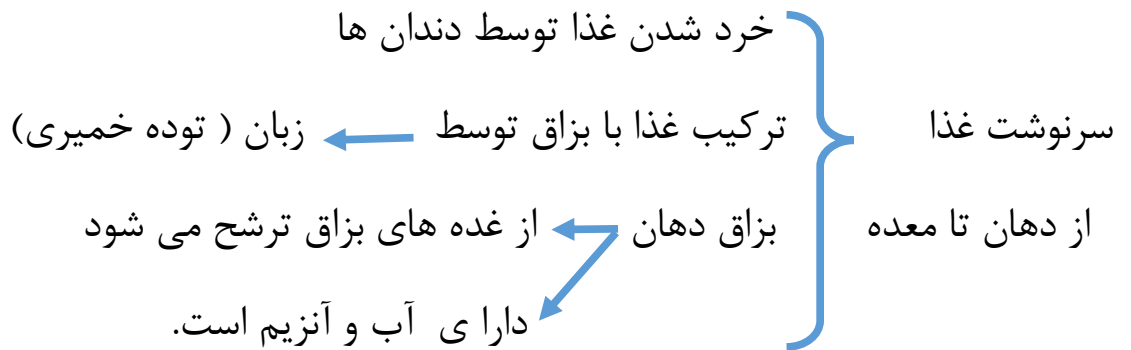 خرد شدن غذا توسط دندان ها
سرنوشت غذا ترکیب غذا با بزاق توسط زبان ( توده خمیری)
از دهان تا معده بزاق دهان از غده های بزاق ترشح می شود
دارا ی آب و آنزیم است.